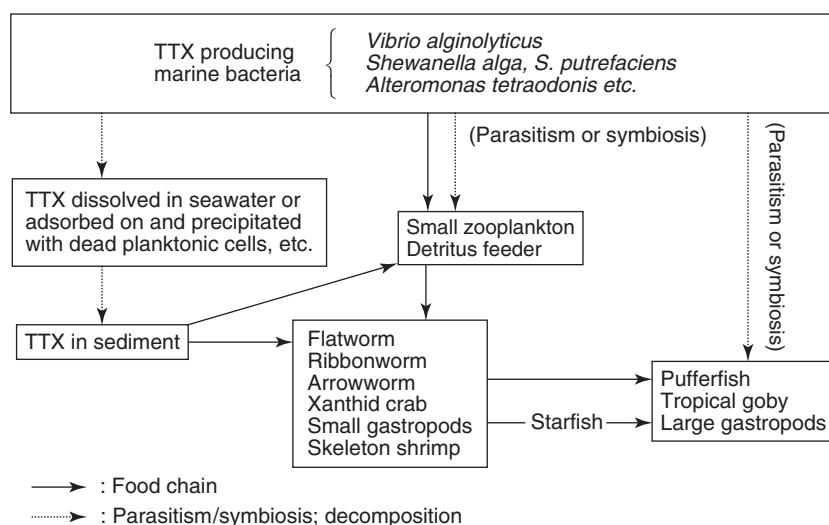 TTX producing
marine bacteria
Vibrio alginolyticus
Shewanella alga, S. putrefaciens
Alteromonas tetraodonis etc.
(Parasitism or symbiosis)
(Parasitism or symbiosis)
TTX dissolved in seawater or
adsorbed on and precipitated
with dead planktonic cells, etc.
Small zooplankton
Detritus feeder
TTX in sediment
Flatworm
Ribbonworm
Arrowworm
Xanthid crab
Small gastropods
Skeleton shrimp
Starfish
Pufferfish
Tropical goby
Large gastropods
: Food chain
: Parasitism/symbiosis; decomposition